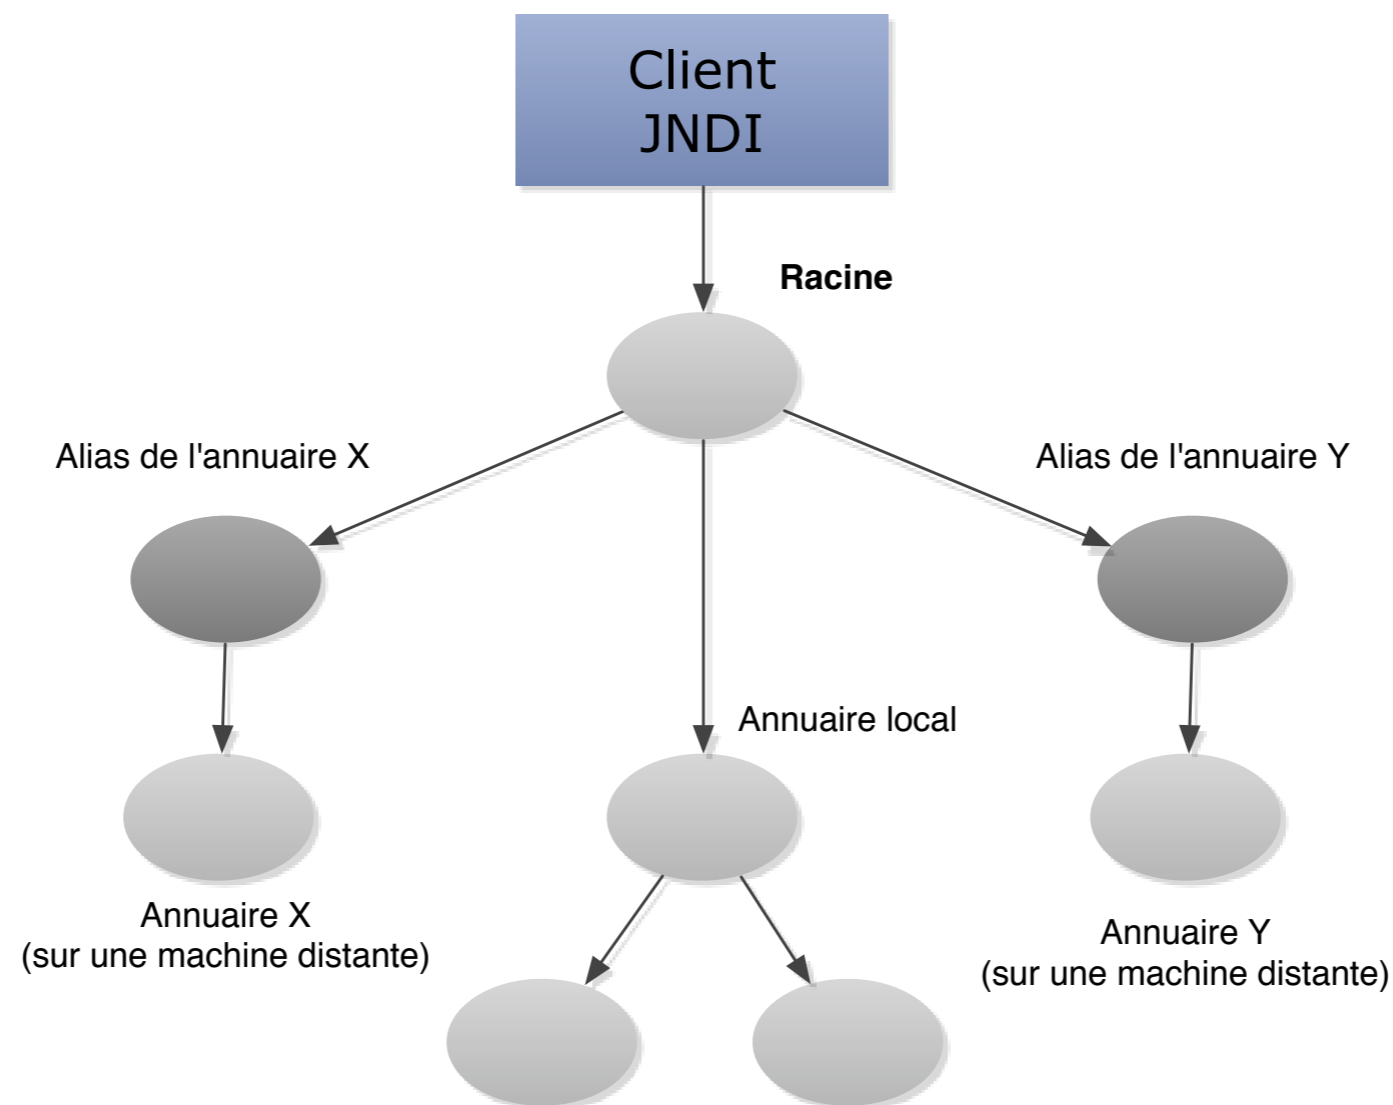 Client
JNDI
Racine
Alias de l'annuaire X
Alias de l'annuaire Y
Annuaire local
Annuaire X
(sur une machine distante)
Annuaire Y
(sur une machine distante)